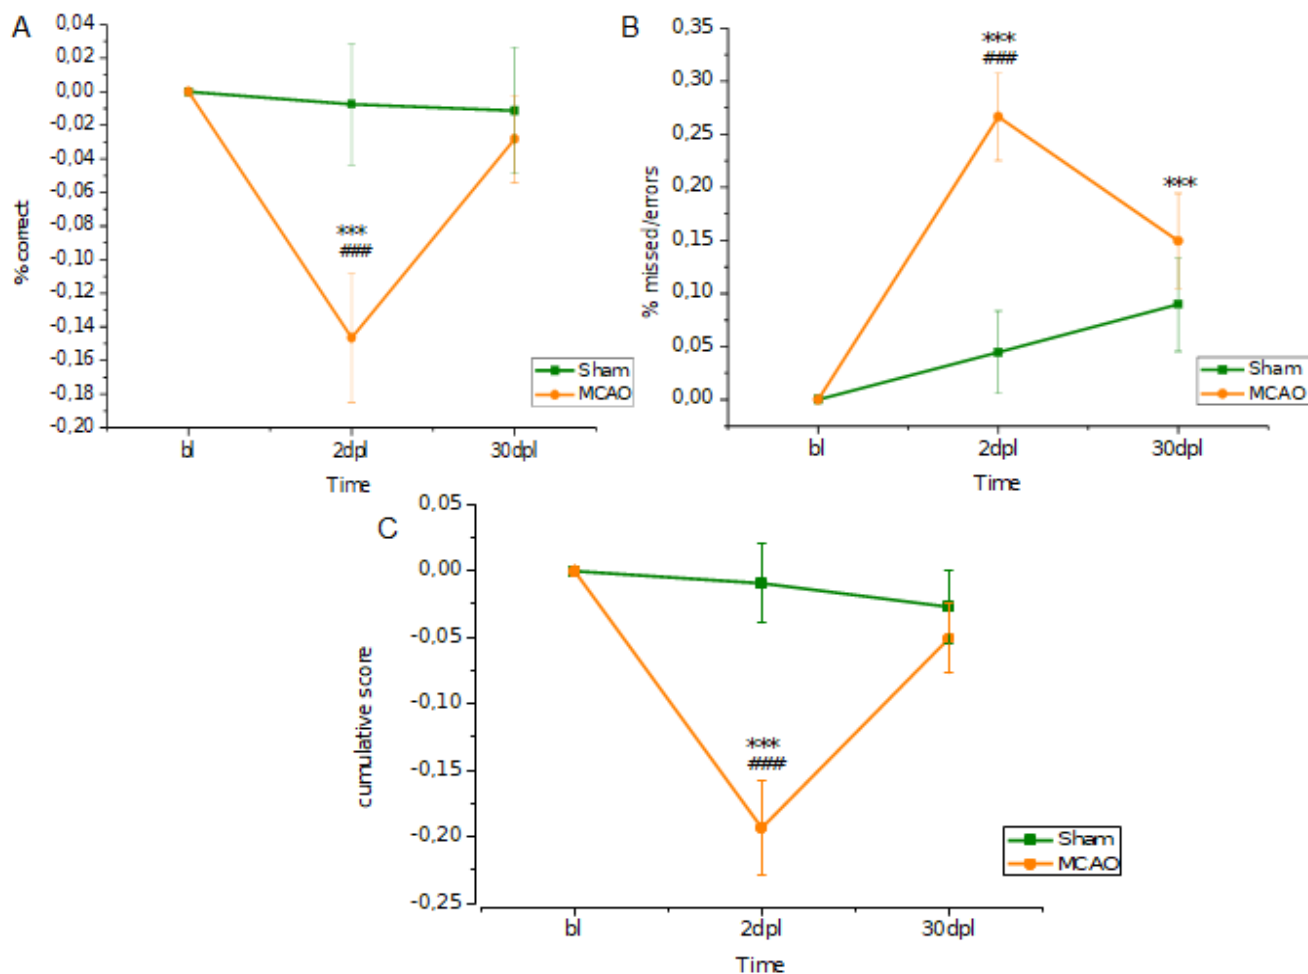 A
0,04
0,02
0,00
-0,02
-0,04
-0,06
-0,08
-0,10
-0,12
-0,14
-0,16
-0,18
-0,20
% correct
***
###
Sham
MCAO
bl
2dpl
30dpl
Time
B
0,35
0,30
0,25
0,20
0,15
0,10
0,05
0,00
% missed/errors
***
###
***
Sham
MCAO
bl
2dpl
30dpl
Time
C
0,05
0,00
-0,05
-0,10
-0,15
-0,20
-0,25
cumulative score
***
###
Sham
MCAO
bl
2dpl
30dpl
Time